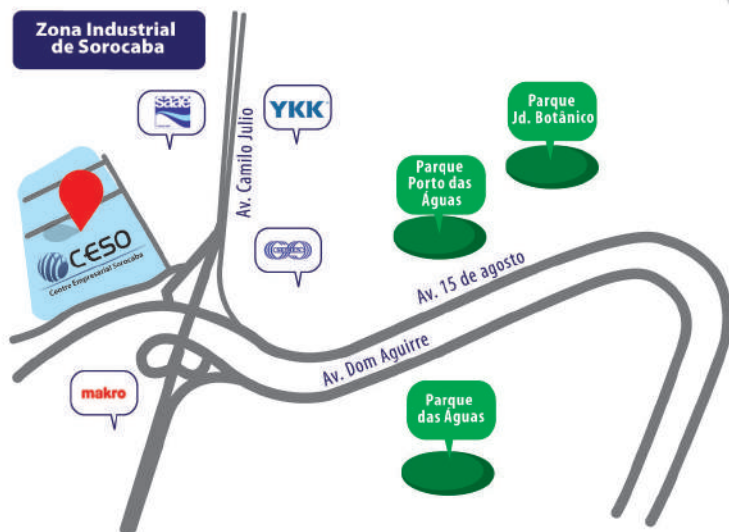 Zona Industrial
de Sorocaba
saae
YKK
Parque
Jd. Botânico
Av. Camilo Julio
Parque
Porto das
Águas
CESO
Centro Empresarial Sorocaba
Av. 15 de agosto
Av. Dom Aguirre
makro
Parque
das Águas